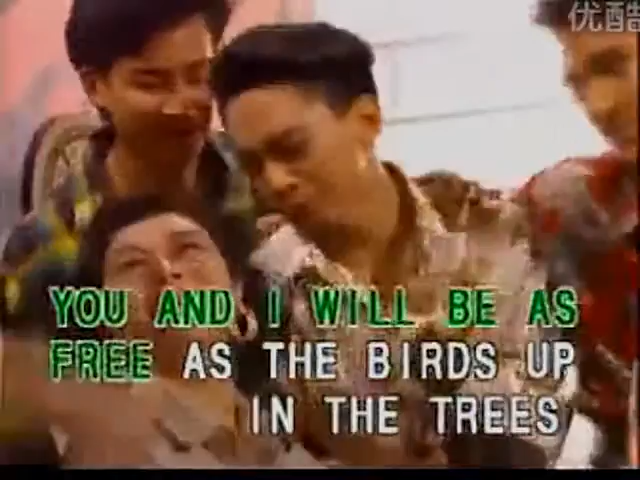 优酷
YOU AND I WILL BE AS
FREE AS THE BIRDS UP
IN THE TREES